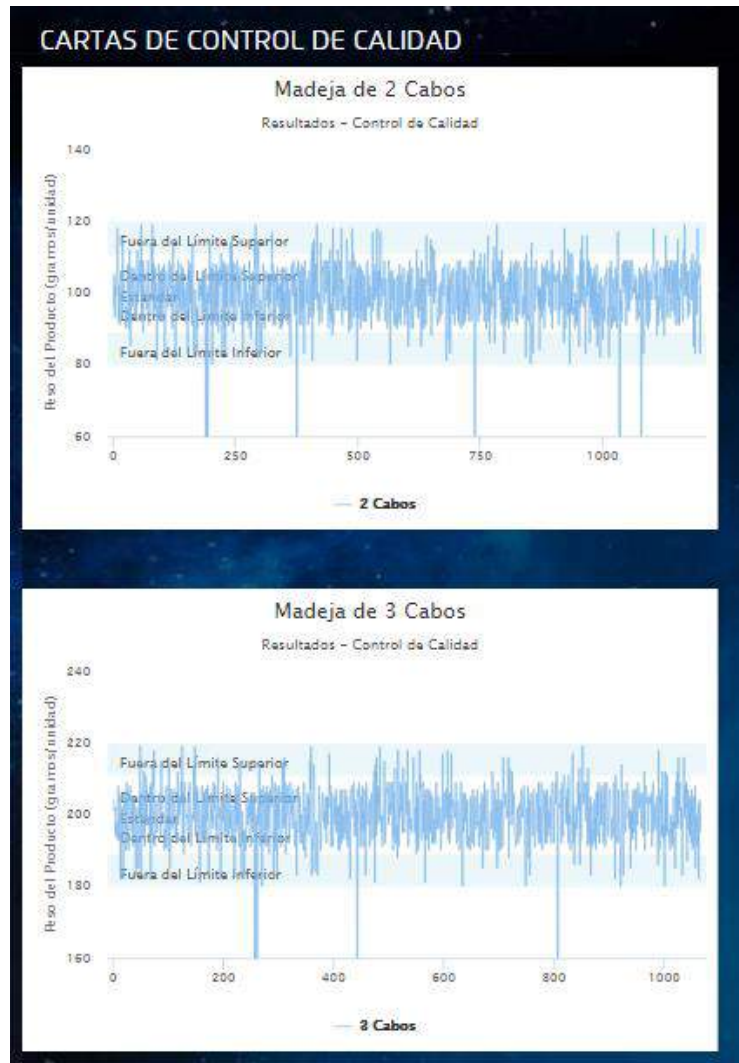 CARTAS DE CONTROL DE CALIDAD
Madeja de 2 Cabos
Resultados - Control de Calidad
Peso del Producto (gramos/unidad)
140
120
100
80
60
Fuera del Límite Superior
Dentro del Límite Superior
Estándar
Dentro del Límite Inferior
Fuera del Límite Inferior
0 250 500 750 1000
2 Cabos
Madeja de 3 Cabos
Resultados - Control de Calidad
Peso del Producto (gramos/unidad)
240
220
200
180
160
Fuera del Límite Superior
Dentro del Límite Superior
Estándar
Dentro del Límite Inferior
Fuera del Límite Inferior
0 200 400 600 800 1000
3 Cabos